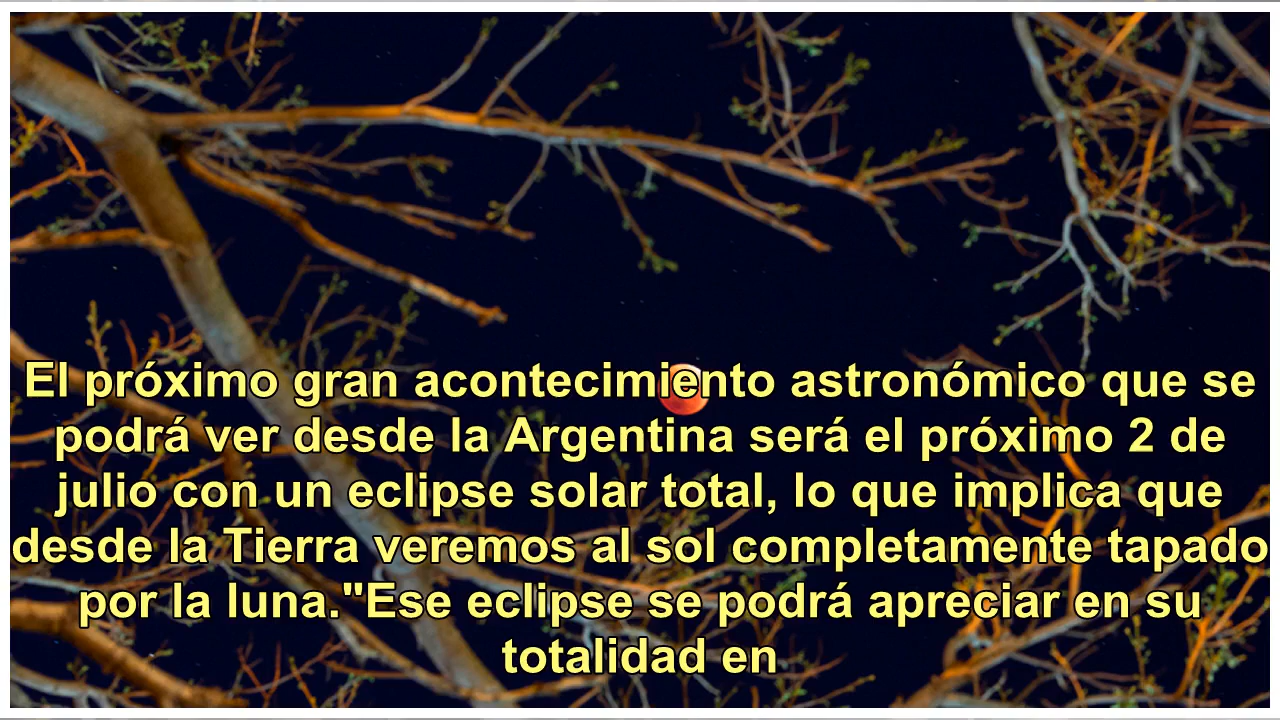 El próximo gran acontecimiento astronómico que se
podrá ver desde la Argentina será el próximo 2 de
julio con un eclipse solar total, lo que implica que
desde la Tierra veremos al sol completamente tapado
por la luna."Ese eclipse se podrá apreciar en su
totalidad en